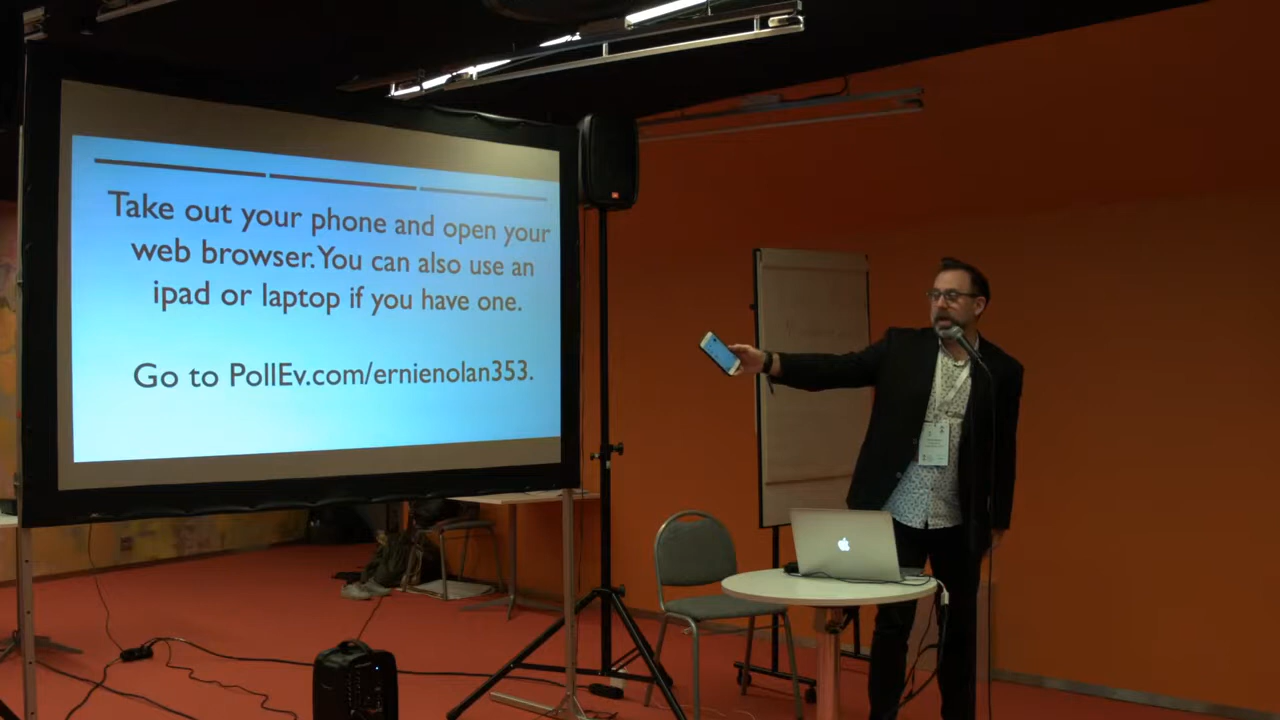 Take out your phone and open your
web browser. You can also use an
ipad or laptop if you have one.
Go to PollEv.com/ernienolan353.